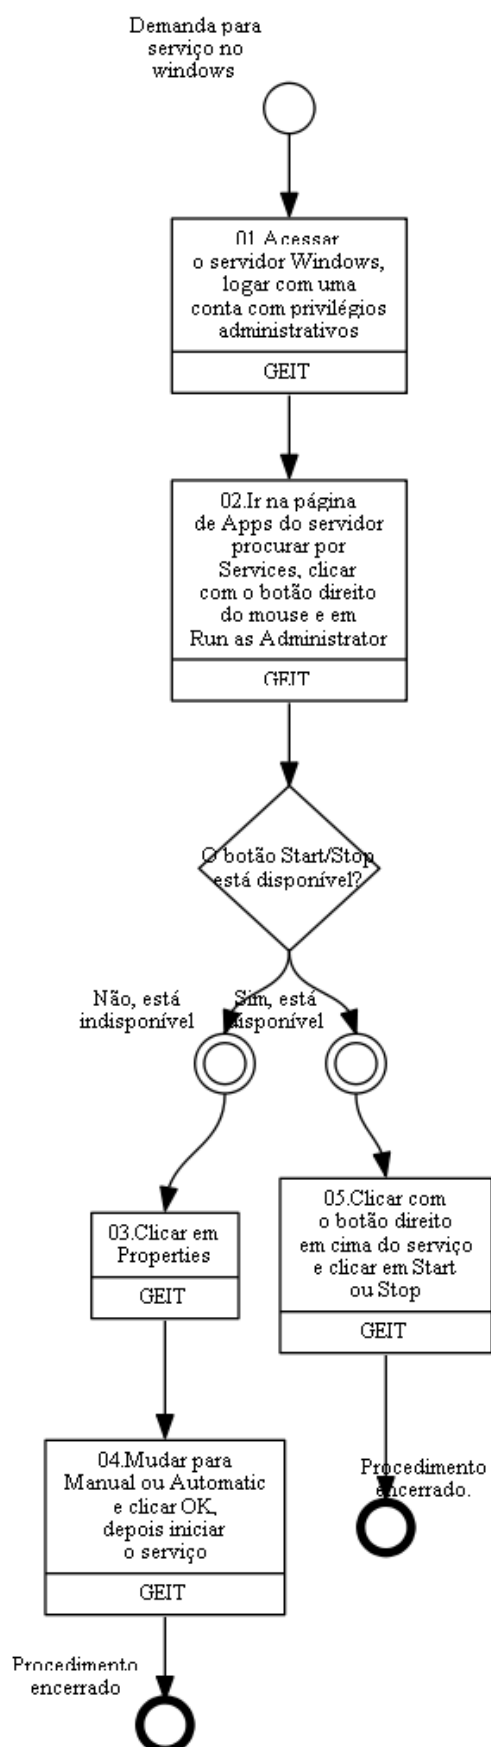 Demanda para
serviço no
windows
01.Acessar
o servidor Windows,
logar com uma
conta com privilégios
administrativos
GEIT
02.Ir na página
de Apps do servidor
procurar por
Services, clicar
com o botão direito
do mouse e em
Run as Administrator
GEIT
O botão Start/Stop
está disponível?
Não, está
indisponível
Sim, está
disponível
03.Clicar em
Properties
GEIT
04.Mudar para
Manual ou Automatic
e clicar OK,
depois iniciar
o serviço
GEIT
Procedimento
encerrado
05.Clicar com
o botão direito
em cima do serviço
e clicar em Start
ou Stop
GEIT
Procedimento
encerrado.